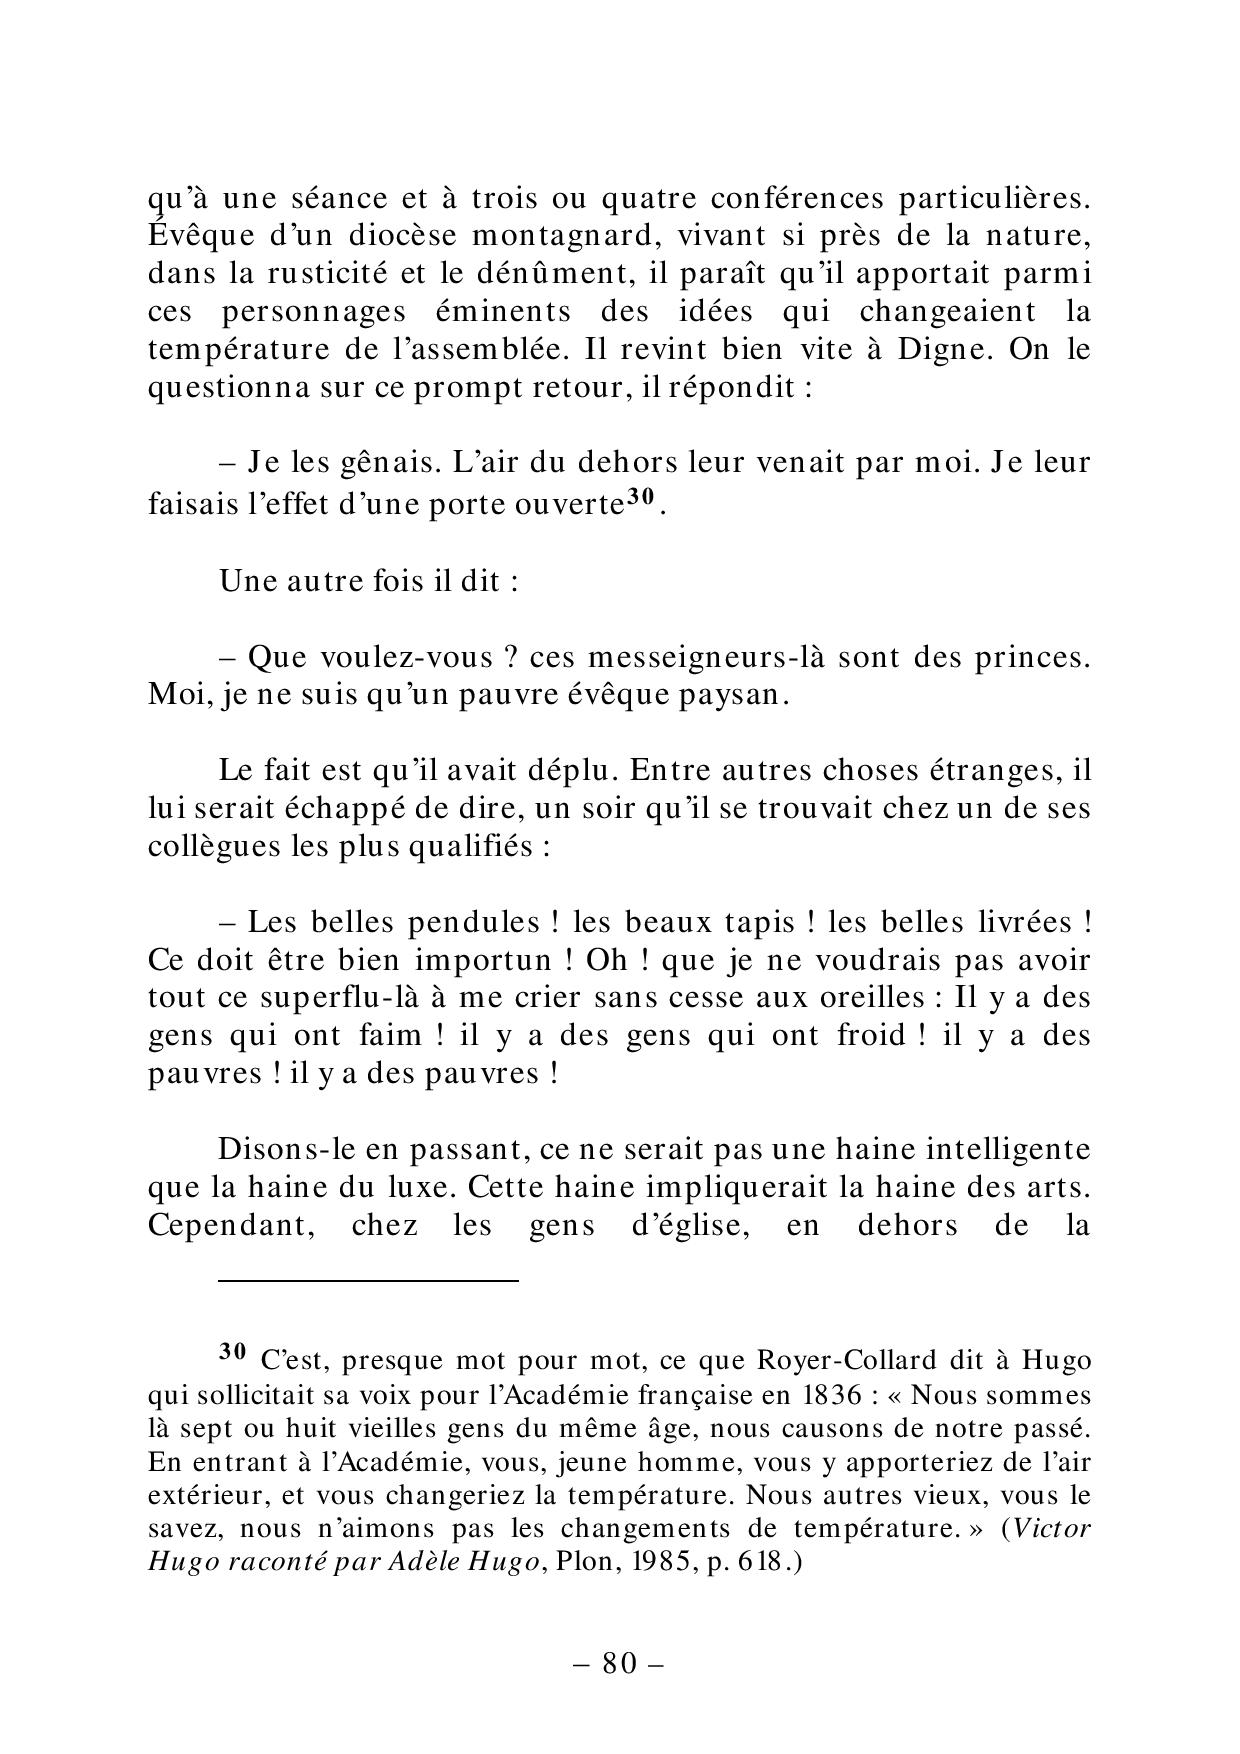 qu’à une séance et à trois ou quatre conférences particulières.
Évêque d’un diocèse montagnard, vivant si près de la nature,
dans la rusticité et le dénûment, il paraît qu’il apportait parmi
ces personnages éminents des idées qui changeaient la
température de l’assemblée. Il revint bien vite à Digne. On le
questionna sur ce prompt retour, il répondit :
– Je les gênais. L’air du dehors leur venait par moi. Je leur
faisais l’effet d’une porte ouverte30.
Une autre fois il dit :
– Que voulez-vous ? ces messeigneurs-là sont des princes.
Moi, je ne suis qu’un pauvre évêque paysan.
Le fait est qu’il avait déplu. Entre autres choses étranges, il
lui serait échappé de dire, un soir qu’il se trouvait chez un de ses
collègues les plus qualifiés :
– Les belles pendules ! les beaux tapis ! les belles livrées !
Ce doit être bien importun ! Oh ! que je ne voudrais pas avoir
tout ce superflu-là à me crier sans cesse aux oreilles : Il y a des
gens qui ont faim ! il y a des gens qui ont froid ! il y a des
pauvres ! il y a des pauvres !
Disons-le en passant, ce ne serait pas une haine intelligente
que la haine du luxe. Cette haine impliquerait la haine des arts.
Cependant, chez les gens d’église, en dehors de la
30 C’est, presque mot pour mot, ce que Royer-Collard dit à Hugo
qui sollicitait sa voix pour l’Académie française en 1836 : « Nous sommes
là sept ou huit vieilles gens du même âge, nous causons de notre passé.
En entrant à l’Académie, vous, jeune homme, vous y apporteriez de l’air
extérieur, et vous changeriez la température. Nous autres vieux, vous le
savez, nous n’aimons pas les changements de température. » (Victor
Hugo raconté par Adèle Hugo, Plon, 1985, p. 618.)
– 80 –